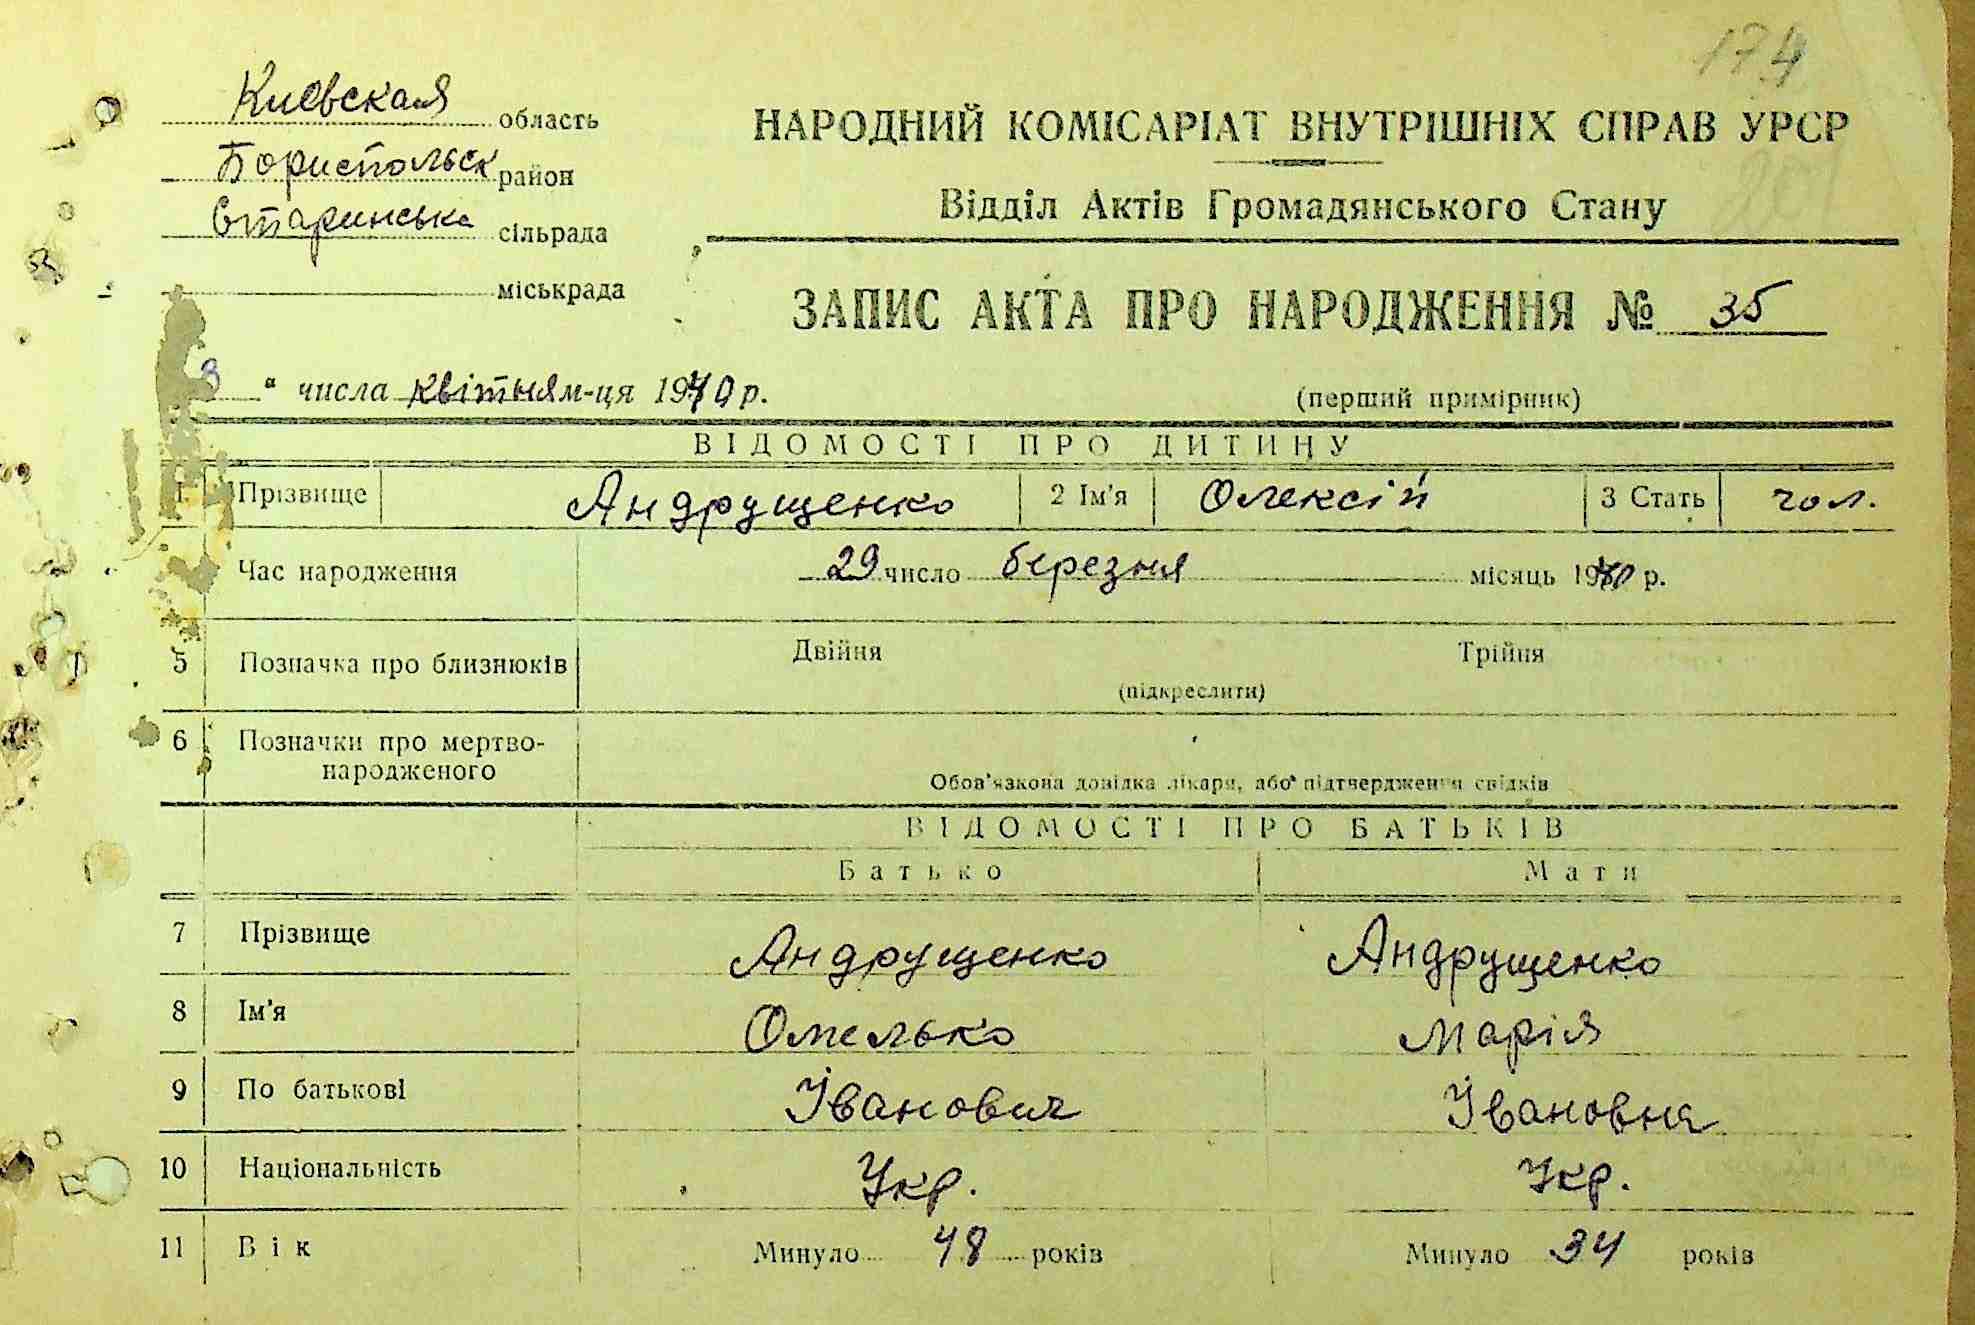 174
Киевская область
Бориспольск район
Старинська сільрада
міськрада
НАРОДНИЙ КОМІСАРІАТ ВНУТРІШНІХ СПРАВ УРСР
Відділ Актів Громадянського Стану
ЗАПИС АКТА ПРО НАРОДЖЕННЯ № 35
" числа квітня м-ця 1940 р.
(перший примірник)
ВІДОМОСТІ ПРО ДИТИНУ
1 Прізвище Андрущенко 2 Ім'я Олексій 3 Стать чол.
Час народження 29 число березня місяць 1940 р.
5 Позначка про близнюків Двійня Трійня
(підкреслити)
6 Позначки про мертво-
народженого
Обов'язкова довідка лікаря, або підтвердження свідків
ВІДОМОСТІ ПРО БАТЬКІВ
Батько Мати
7 Прізвище Андрущенко Андрущенко
8 Ім'я Омелько Марія
9 По батькові Іванович Івановна
10 Національність Укр. Укр.
11 Вік Минуло 48 років Минуло 34 років